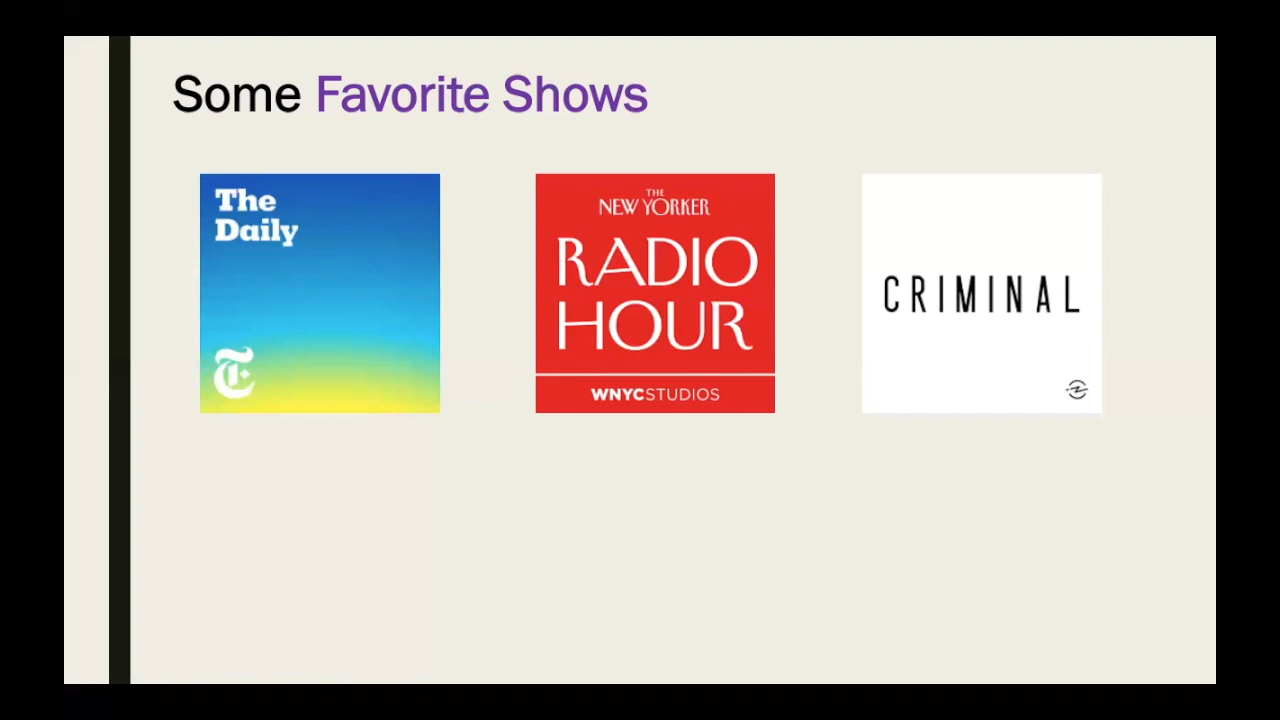 Some Favorite Shows
The
Daily
T
THE
NEW YORKER
RADIO
HOUR
WNYCSTUDIOS
CRIMINAL